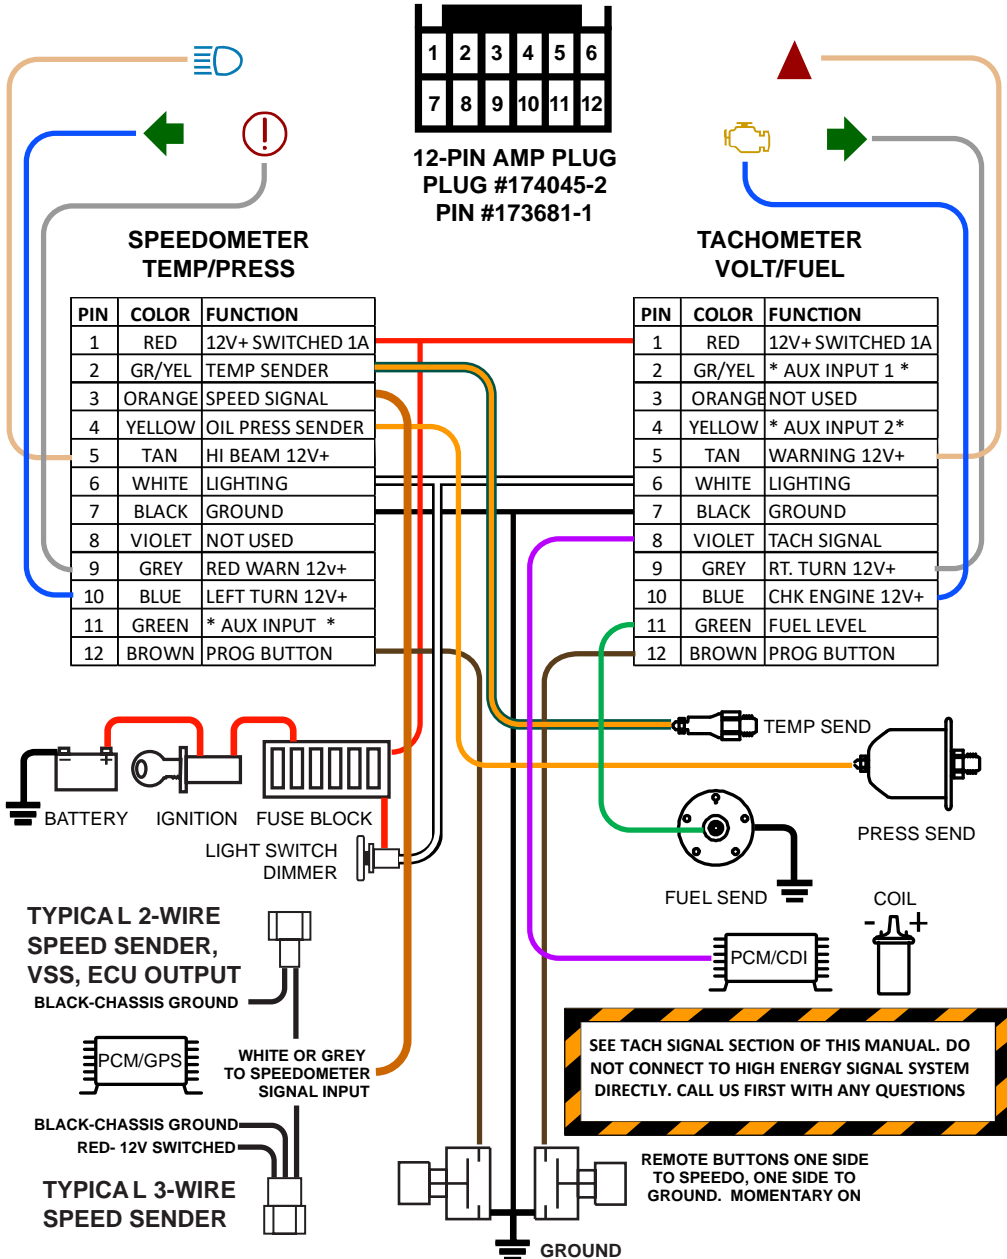 1 2 3 4 5 6
7 8 9 10 11 12
12-PIN AMP PLUG
PLUG #174045-2
PIN #173681-1
SPEEDOMETER
TEMP/PRESS
PIN COLOR FUNCTION
1 RED 12V+ SWITCHED 1A
2 GR/YEL TEMP SENDER
3 ORANGE SPEED SIGNAL
4 YELLOW OIL PRESS SENDER
5 TAN HI BEAM 12V+
6 WHITE LIGHTING
7 BLACK GROUND
8 VIOLET NOT USED
9 GREY RED WARN 12v+
10 BLUE LEFT TURN 12V+
11 GREEN * AUX INPUT *
12 BROWN PROG BUTTON
TACHOMETER
VOLT/FUEL
PIN COLOR FUNCTION
1 RED 12V+ SWITCHED 1A
2 GR/YEL * AUX INPUT 1 *
3 ORANGE NOT USED
4 YELLOW * AUX INPUT 2*
5 TAN WARNING 12V+
6 WHITE LIGHTING
7 BLACK GROUND
8 VIOLET TACH SIGNAL
9 GREY RT. TURN 12V+
10 BLUE CHK ENGINE 12V+
11 GREEN FUEL LEVEL
12 BROWN PROG BUTTON
TEMP SEND
- +
BATTERY
IGNITION
FUSE BLOCK
PRESS SEND
LIGHT SWITCH
DIMMER
FUEL SEND
COIL
- +
PCM/CDI
TYPICAL 2-WIRE
SPEED SENDER,
VSS, ECU OUTPUT
BLACK-CHASSIS GROUND
PCM/GPS
WHITE OR GREY
TO SPEEDOMETER
SIGNAL INPUT
BLACK-CHASSIS GROUND
RED- 12V SWITCHED
TYPICAL 3-WIRE
SPEED SENDER
SEE TACH SIGNAL SECTION OF THIS MANUAL. DO
NOT CONNECT TO HIGH ENERGY SIGNAL SYSTEM
DIRECTLY. CALL US FIRST WITH ANY QUESTIONS
REMOTE BUTTONS ONE SIDE
TO SPEEDO, ONE SIDE TO
GROUND. MOMENTARY ON
GROUND